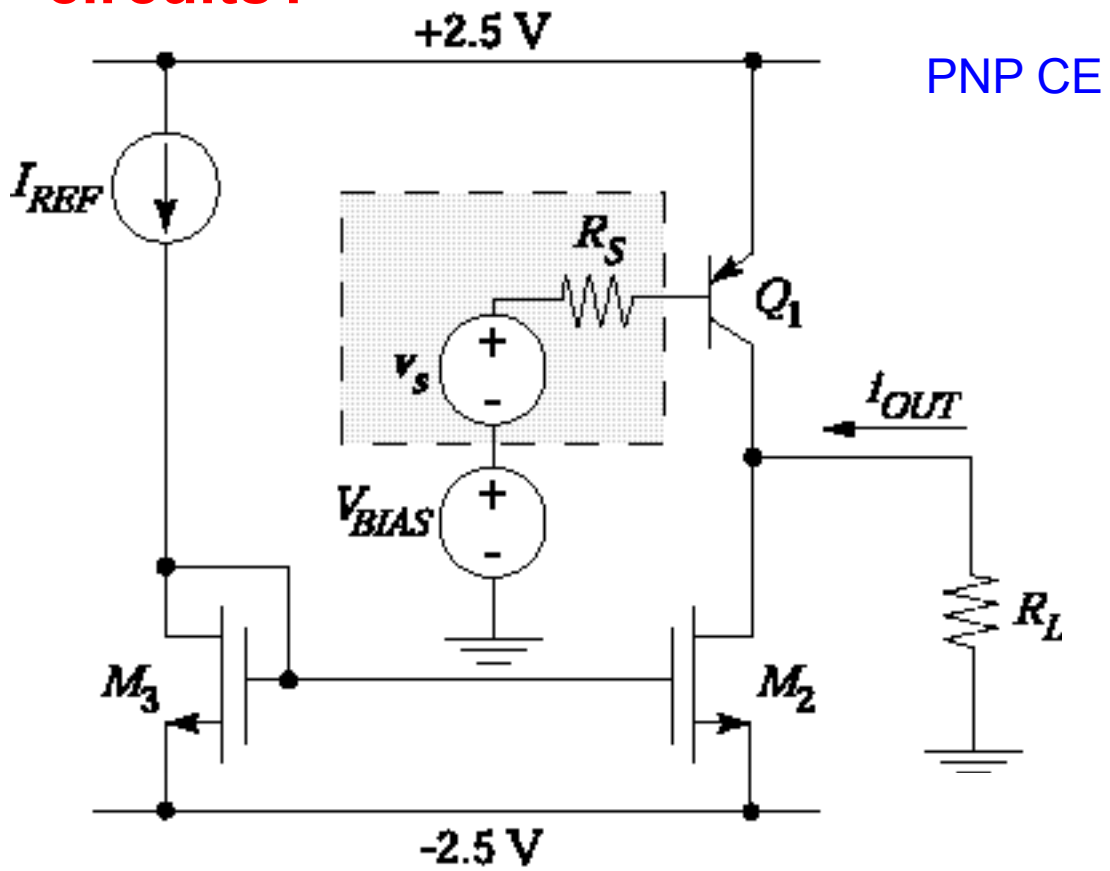 +2.5 V
PNP CE
I_REF
R_S
Q_1
v_s
+
-
i_OUT
V_BIAS
+
-
R_L
M_3
M_2
-2.5 V